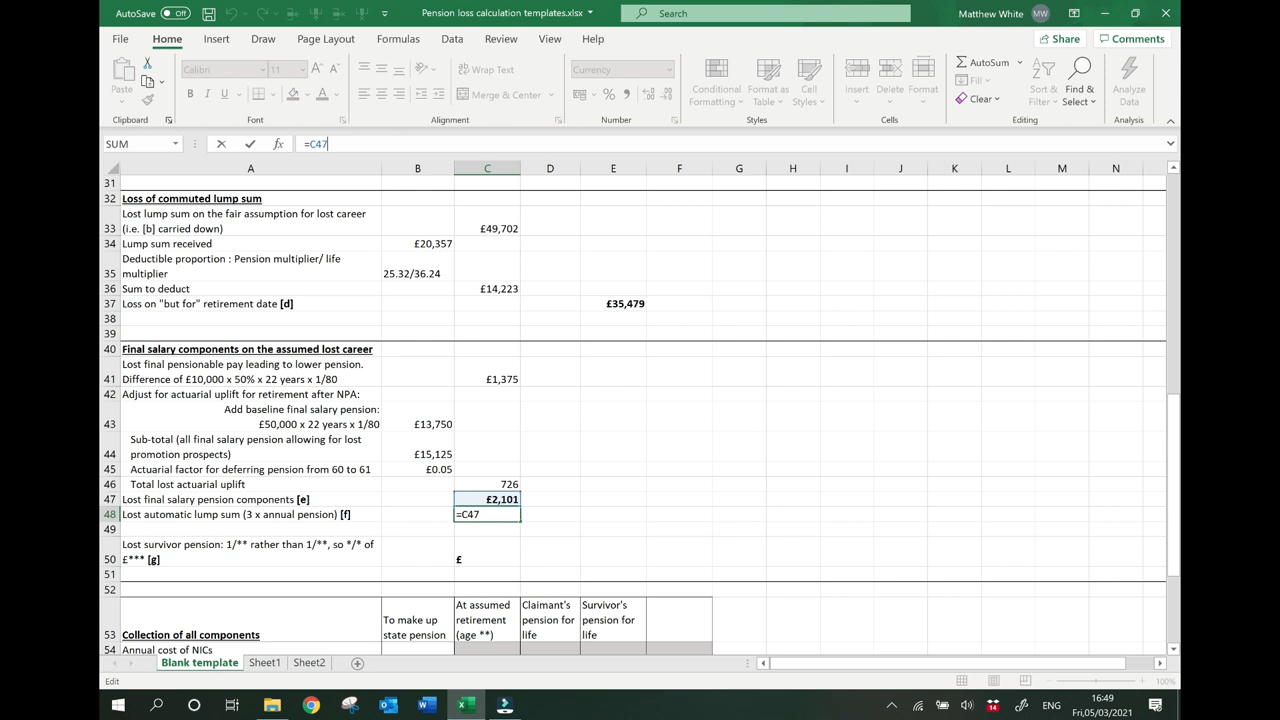 AutoSave Off Pension loss calculation templates.xlsx Search Matthew White MW
File Home Insert Draw Page Layout Formulas Data Review View Help Share Comments
Paste Calibri 11 Wrap Text Merge & Center Currency Conditional Formatting Format as Table Cell Styles Insert Delete Format AutoSum Fill Clear Sort & Filter Find & Select Analyze Data
Clipboard Font Alignment Number Styles Cells Editing Analysis
SUM fx =C47
A B C D E F G H I J K L M N
31
32 Loss of commuted lump sum
Lost lump sum on the fair assumption for lost career
33 (i.e. [b] carried down) £49,702
34 Lump sum received £20,357
Deductible proportion : Pension multiplier/ life
35 multiplier 25.32/36.24
36 Sum to deduct £14,223
37 Loss on "but for" retirement date [d] £35,479
38
39
40 Final salary components on the assumed lost career
Lost final pensionable pay leading to lower pension.
41 Difference of £10,000 x 50% x 22 years x 1/80 £1,375
42 Adjust for actuarial uplift for retirement after NPA:
Add baseline final salary pension:
43 £50,000 x 22 years x 1/80 £13,750
Sub-total (all final salary pension allowing for lost
44 promotion prospects) £15,125
45 Actuarial factor for deferring pension from 60 to 61 £0.05
46 Total lost actuarial uplift 726
47 Lost final salary pension components [e] £2,101
48 Lost automatic lump sum (3 x annual pension) [f] =C47
49
Lost survivor pension: 1/** rather than 1/**, so */* of
50 £*** [g] £
51
52
At assumed Claimant's Survivor's
To make up retirement pension for pension for
53 Collection of all components state pension (age **) life life
54 Annual cost of NICs
Blank template Sheet1 Sheet2
Edit 100%
ENG 16:49
Fri,05/03/2021